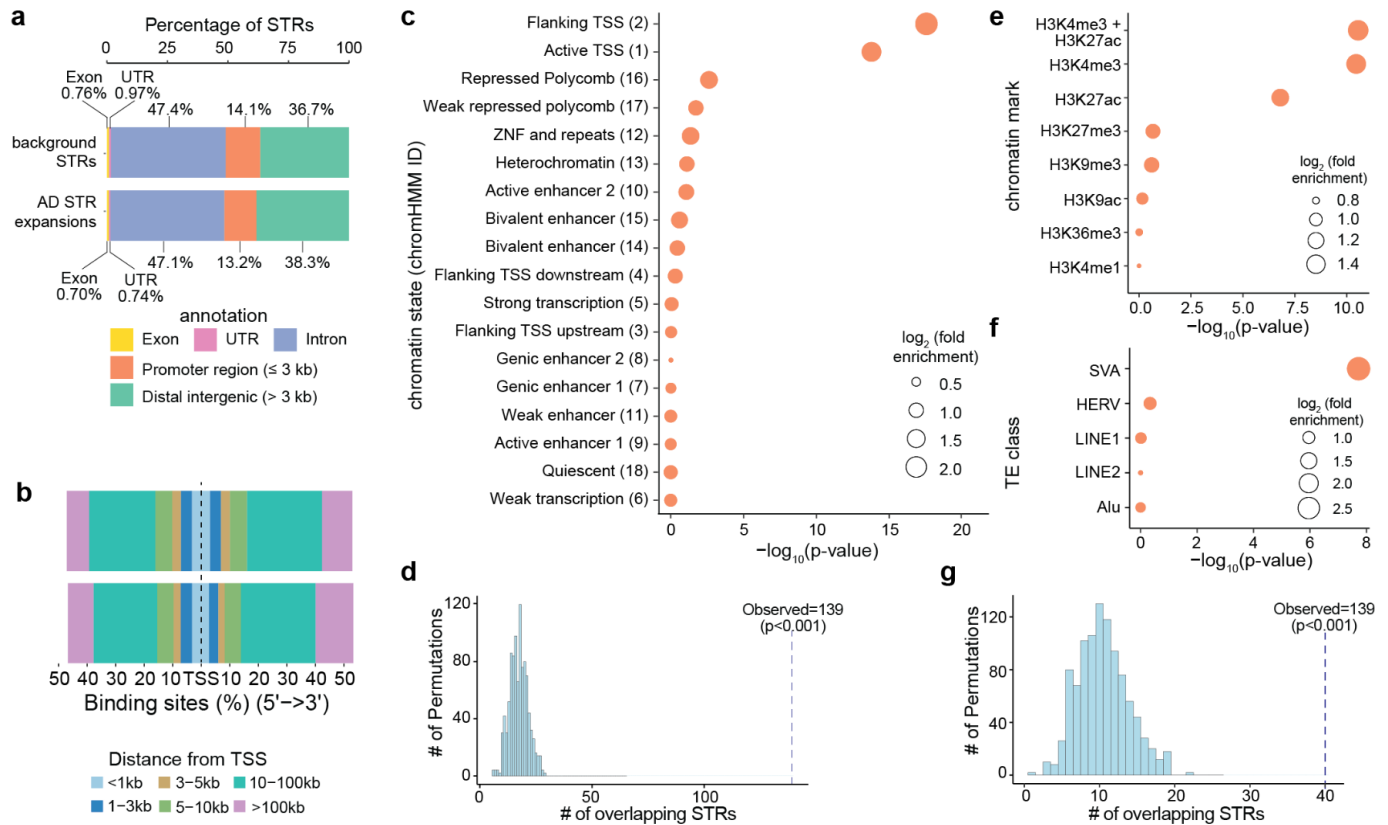 a
Percentage of STRs
0 25 50 75 100
Exon
0.76%
UTR
0.97%
47.4%
14.1%
36.7%
background
STRs
AD STR
expansions
Exon
0.70%
UTR
0.74%
47.1%
13.2%
38.3%
annotation
Exon
UTR
Intron
Promoter region (≤ 3 kb)
Distal intergenic (> 3 kb)
b
50 40 30 20 10 TSS 10 20 30 40 50
Binding sites (%) (5'−>3')
Distance from TSS
<1kb
3−5kb
10−100kb
1−3kb
5−10kb
>100kb
c
chromatin state (chromHMM ID)
Flanking TSS (2)
Active TSS (1)
Repressed Polycomb (16)
Weak repressed polycomb (17)
ZNF and repeats (12)
Heterochromatin (13)
Active enhancer 2 (10)
Bivalent enhancer (15)
Bivalent enhancer (14)
Flanking TSS downstream (4)
Strong transcription (5)
Flanking TSS upstream (3)
Genic enhancer 2 (8)
Genic enhancer 1 (7)
Weak enhancer (11)
Active enhancer 1 (9)
Quiescent (18)
Weak transcription (6)
log2 (fold
enrichment)
0.5
1.0
1.5
2.0
0 5 10 15 20
−log10(p-value)
d
# of Permutations
120
80
40
0
Observed=139
(p<0.001)
0 50 100
# of overlapping STRs
e
chromatin mark
H3K4me3 +
H3K27ac
H3K4me3
H3K27ac
H3K27me3
H3K9me3
H3K9ac
H3K36me3
H3K4me1
log2 (fold
enrichment)
0.8
1.0
1.2
1.4
0.0 2.5 5.0 7.5 10.0
−log10(p-value)
f
TE class
SVA
HERV
LINE1
LINE2
Alu
log2 (fold
enrichment)
1.0
1.5
2.0
2.5
0 2 4 6 8
−log10(p-value)
g
# of Permutations
120
80
40
0
Observed=139
(p<0.001)
0 10 20 30 40
# of overlapping STRs